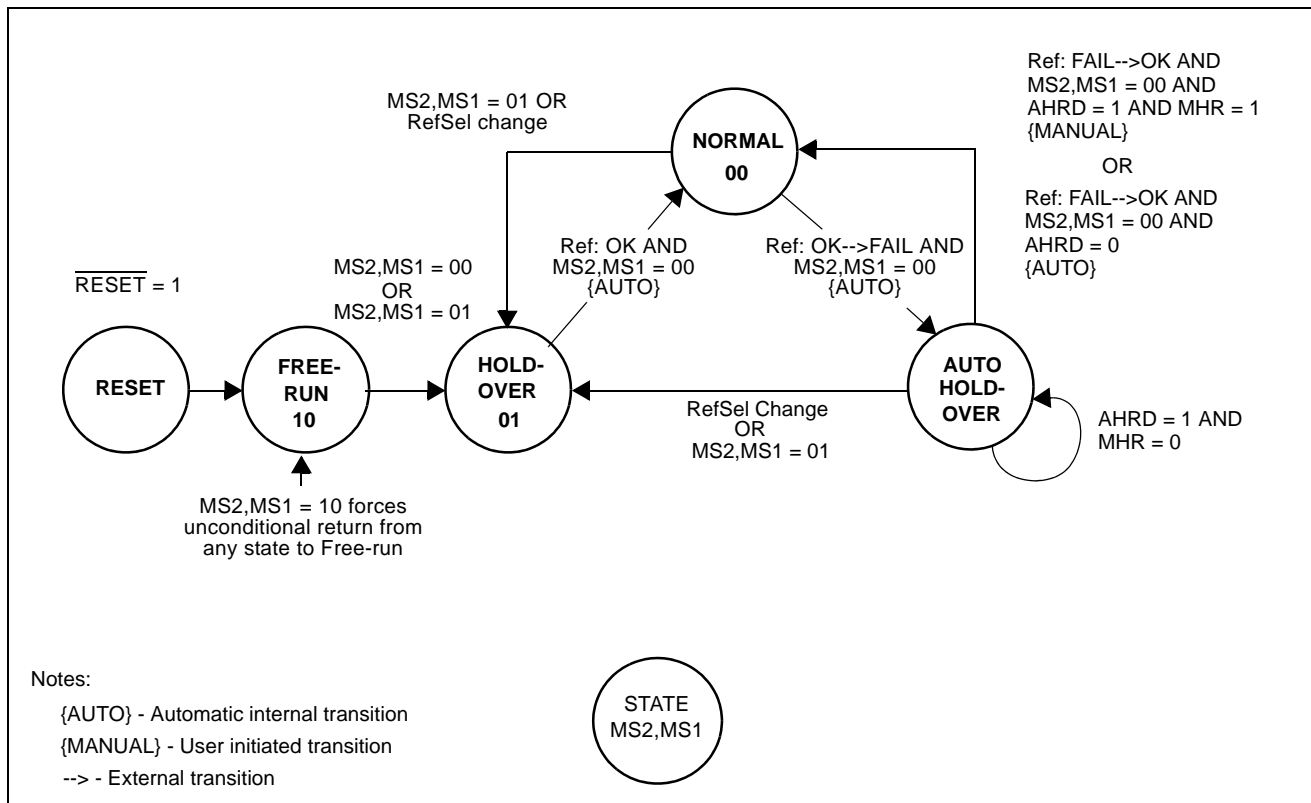 Ref: FAIL-->OK AND
MS2,MS1 = 00 AND
AHRD = 1 AND MHR = 1
{MANUAL}
OR
Ref: FAIL-->OK AND
MS2,MS1 = 00 AND
AHRD = 0
{AUTO}
MS2,MS1 = 01 OR
RefSel change
NORMAL
00
Ref: OK AND
MS2,MS1 = 00
{AUTO}
Ref: OK-->FAIL AND
MS2,MS1 = 00
{AUTO}
RESET = 1
MS2,MS1 = 00
OR
MS2,MS1 = 01
RESET
FREE-
RUN
10
HOLD-
OVER
01
AUTO
HOLD-
OVER
RefSel Change
OR
MS2,MS1 = 01
AHRD = 1 AND
MHR = 0
MS2,MS1 = 10 forces
unconditional return from
any state to Free-run
Notes:
{AUTO} - Automatic internal transition
{MANUAL} - User initiated transition
--> - External transition
STATE
MS2,MS1